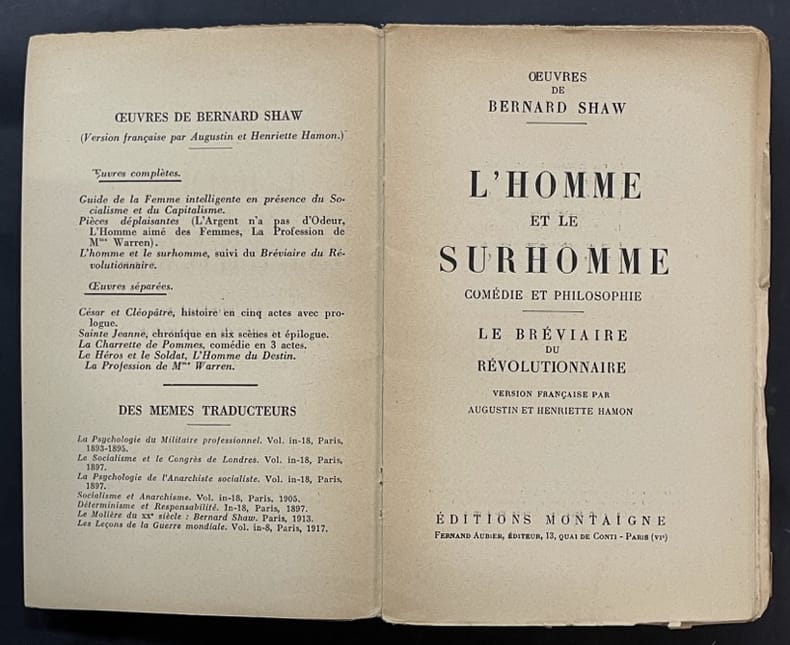 ŒUVRES DE BERNARD SHAW
(Version française par Augustin et Henriette Hamon.)
Œuvres complètes.
Guide de la Femme intelligente en présence du So-
cialisme et du Capitalisme.
Pièces déplaisantes (L'Argent n'a pas d'Odeur,
L'Homme aimé des Femmes, La Profession de
Mme Warren).
L'homme et le surhomme, suivi du Bréviaire du Ré-
volutionnaire.
Œuvres séparées.
César et Cléopâtre, histoire en cinq actes avec pro-
logue.
Sainte Jeanne, chronique en six scènes et épilogue.
La Charrette de Pommes, comédie en 3 actes.
Le Héros et le Soldat, L'Homme du Destin.
La Profession de Mme Warren.
DES MEMES TRADUCTEURS
La Psychologie du Militaire professionnel. Vol. in-18, Paris,
1893-1895.
Le Socialisme et le Congrès de Londres. Vol. in-18, Paris,
1897.
La Psychologie de l'Anarchiste socialiste. Vol. in-18, Paris,
1897.
Socialisme et Anarchisme. Vol. in-18, Paris, 1905.
Déterminisme et Responsabilité. In-18, Paris, 1897.
Le Molière du XXe siècle : Bernard Shaw. Paris, 1913.
Les Leçons de la Guerre mondiale. Vol. in-8, Paris, 1917.
ŒUVRES
DE
BERNARD SHAW
L'HOMME
ET LE
SURHOMME
COMÉDIE ET PHILOSOPHIE
LE BRÉVIAIRE
DU
RÉVOLUTIONNAIRE
VERSION FRANÇAISE PAR
AUGUSTIN ET HENRIETTE HAMON
ÉDITIONS MONTAIGNE
FERNAND AUBIER, ÉDITEUR, 13, QUAI DE CONTI - PARIS (VIe)